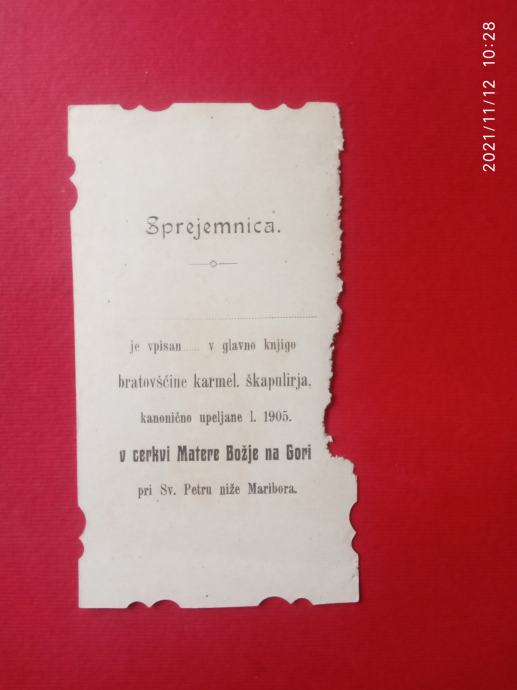 Sprejemnica.
je vpisan..... v glavno knjigo
bratovščine karmel. škapulirja,
kanonično upeljane l. 1905.
v cerkvi Matere Božje na Gori
pri Sv. Petru niže Maribora.
2021/11/12 10:28